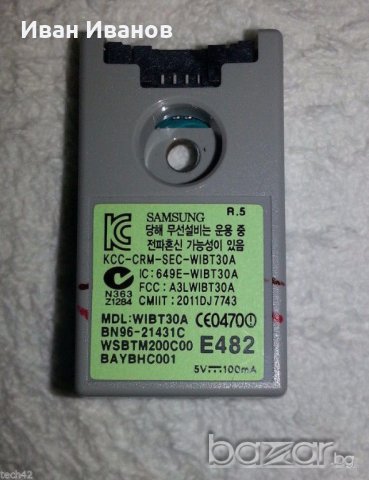 Иван Иванов
R.5
SAMSUNG
당해 무선설비는 운용 중
전파혼신 가능성이 있음
KCC-CRM-SEC-WIBT30A
IC: 649E-WIBT30A
FCC: A3LWIBT30A
CMIIT: 2011DJ7743
N363
Z1284
MDL: WIBT30A CE0470
BN96-21431C
WSBTM200C00 E482
BAYBHC001
5V⎓100mA
bazar.bg
tech42